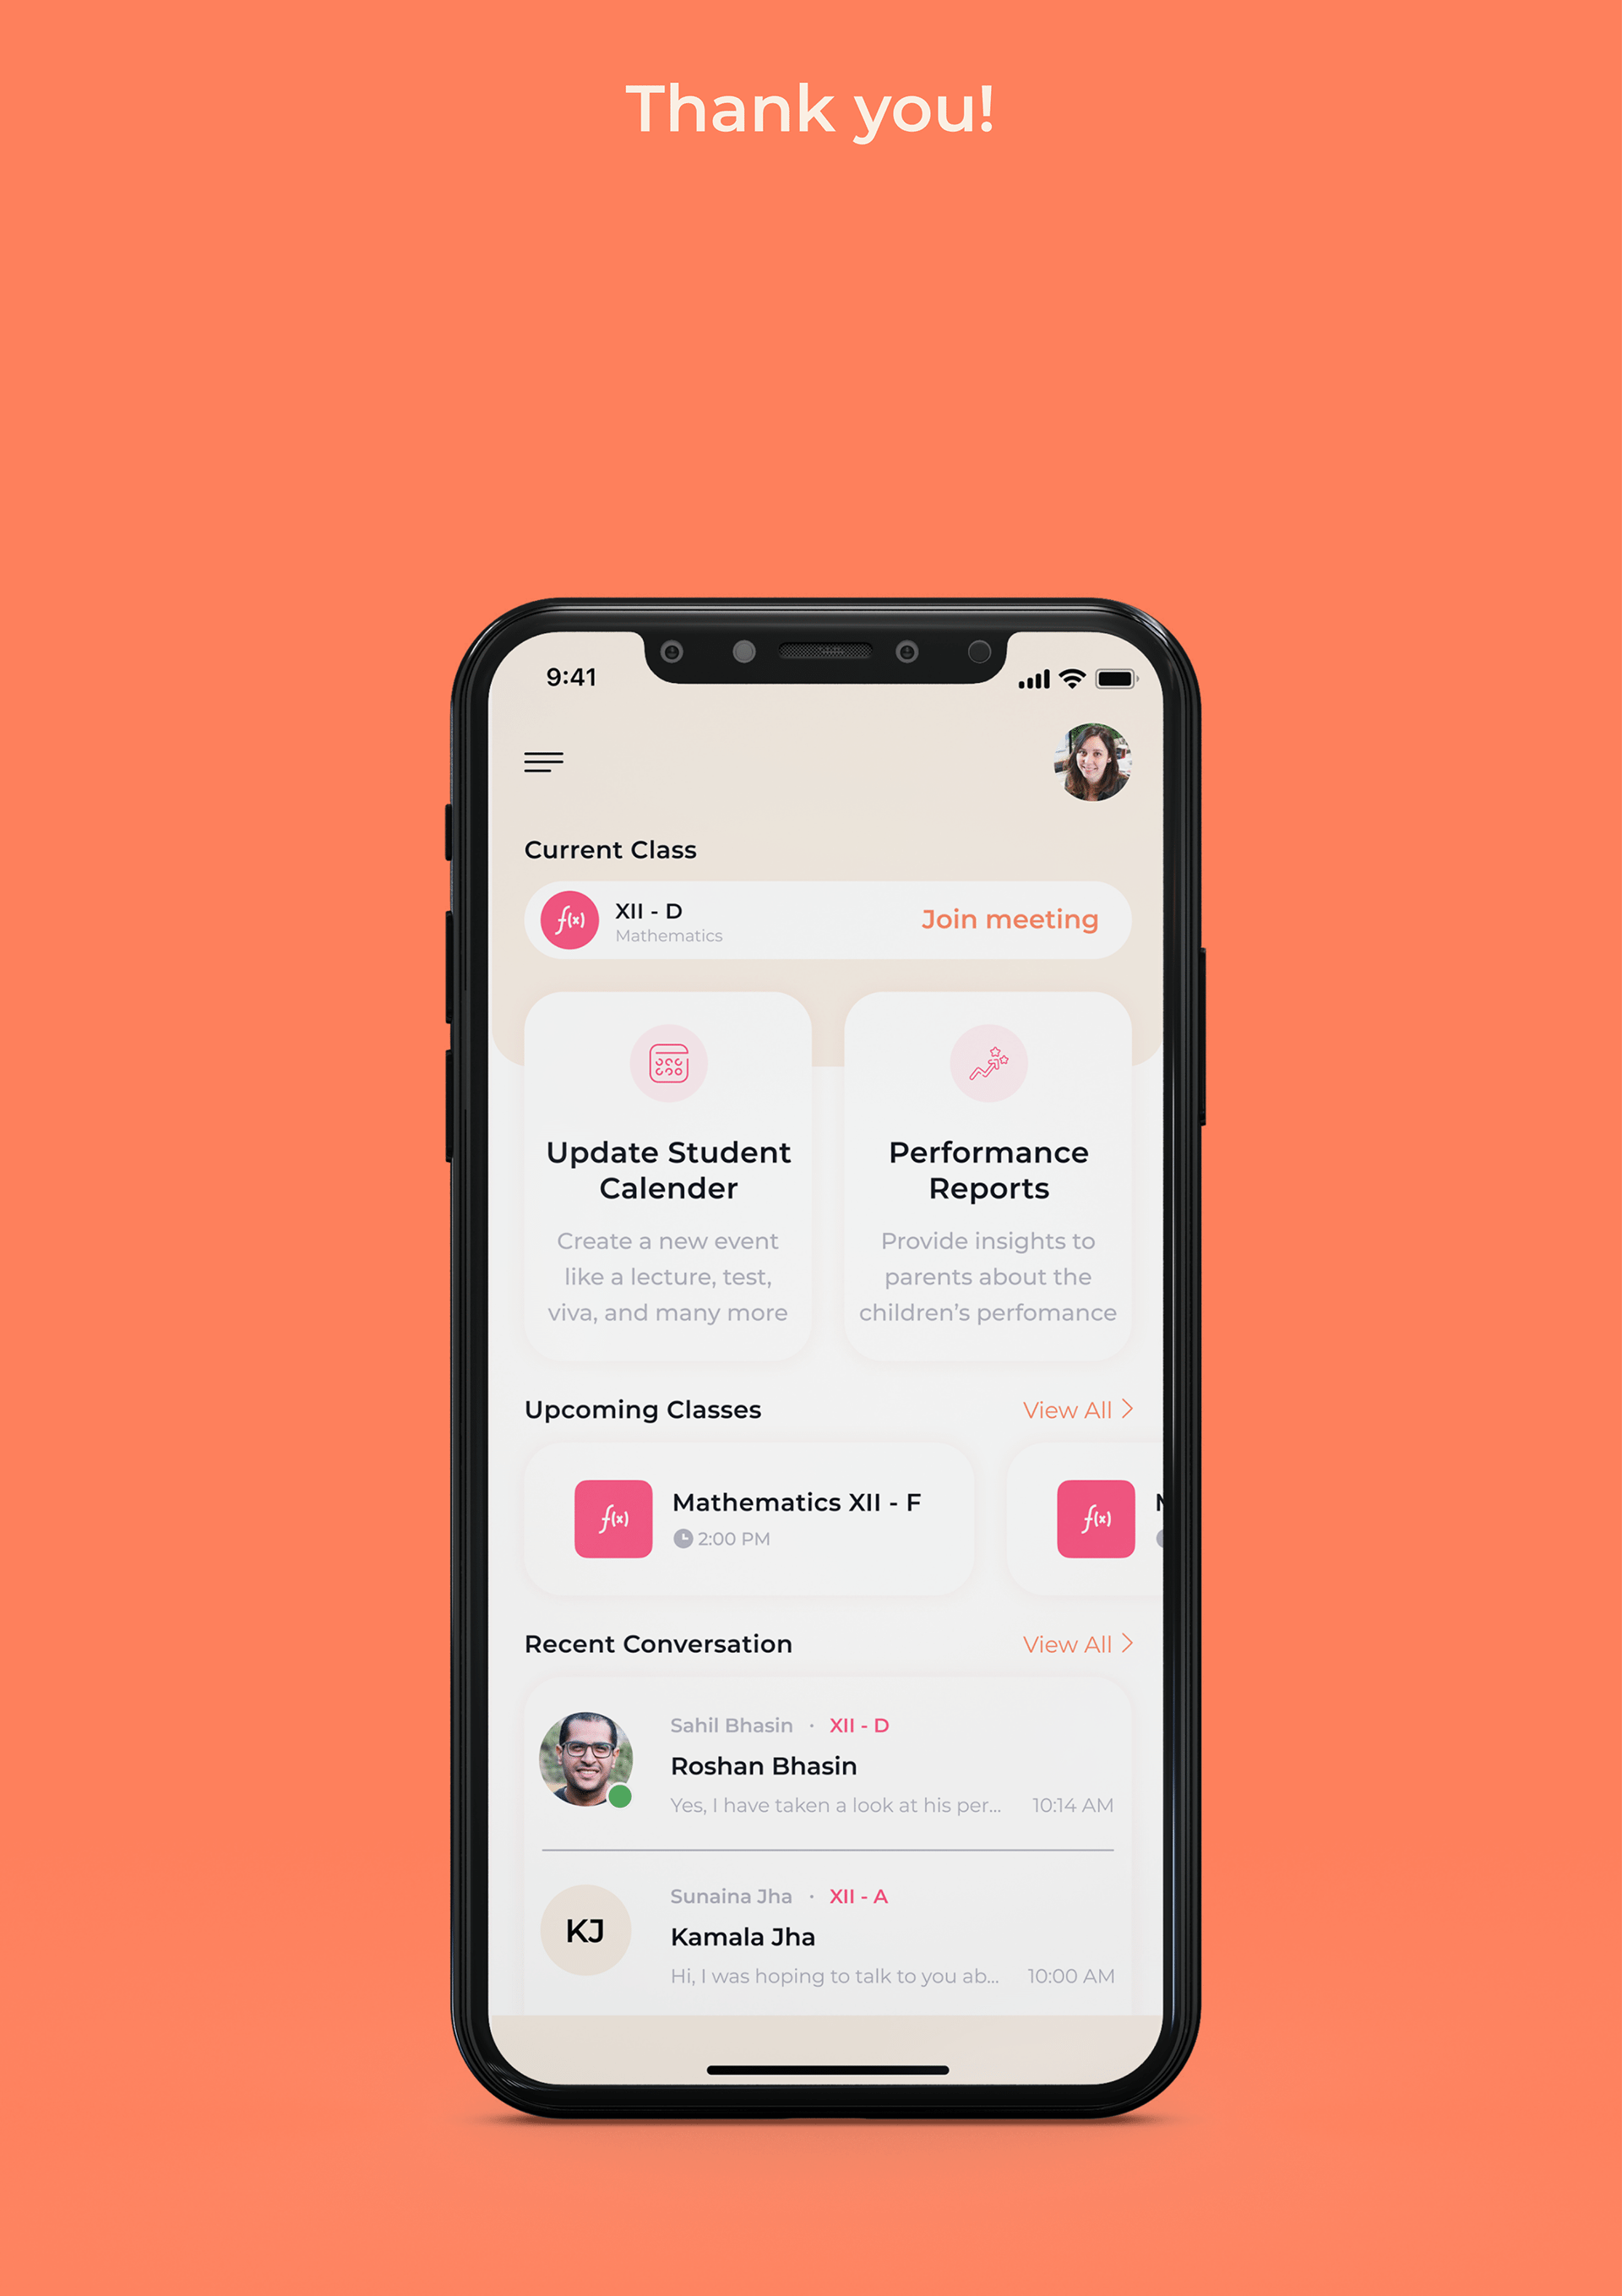 Thank you!
9:41
Current Class
f(x)
XII - D
Mathematics
Join meeting
Update Student
Calender
Create a new event
like a lecture, test,
viva, and many more
Performance
Reports
Provide insights to
parents about the
children's perfomance
Upcoming Classes
View All
f(x)
Mathematics XII - F
2:00 PM
f(x)
Recent Conversation
View All
Sahil Bhasin · XII - D
Roshan Bhasin
Yes, I have taken a look at his per... 10:14 AM
KJ
Sunaina Jha · XII - A
Kamala Jha
Hi, I was hoping to talk to you ab... 10:00 AM